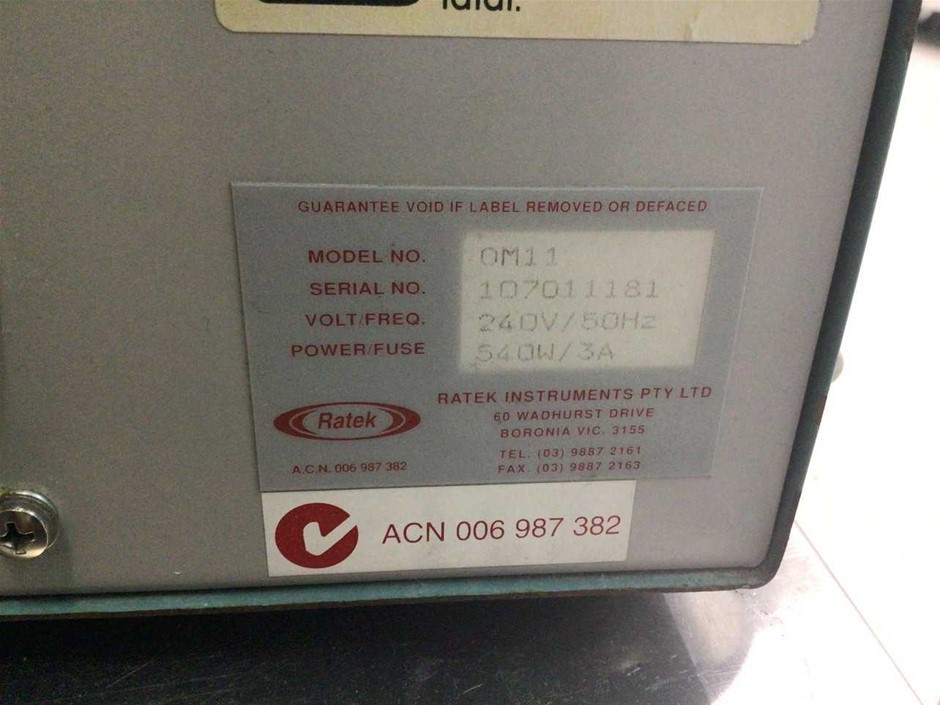 fatal.
GUARANTEE VOID IF LABEL REMOVED OR DEFACED
MODEL NO. OM11
SERIAL NO. 107011181
VOLT/FREQ. 240V/50Hz
POWER/FUSE 540W/3A
Ratek
A.C.N. 006 987 382
RATEK INSTRUMENTS PTY LTD
60 WADHURST DRIVE
BORONIA VIC. 3155
TEL. (03) 9887 2161
FAX. (03) 9887 2163
ACN 006 987 382